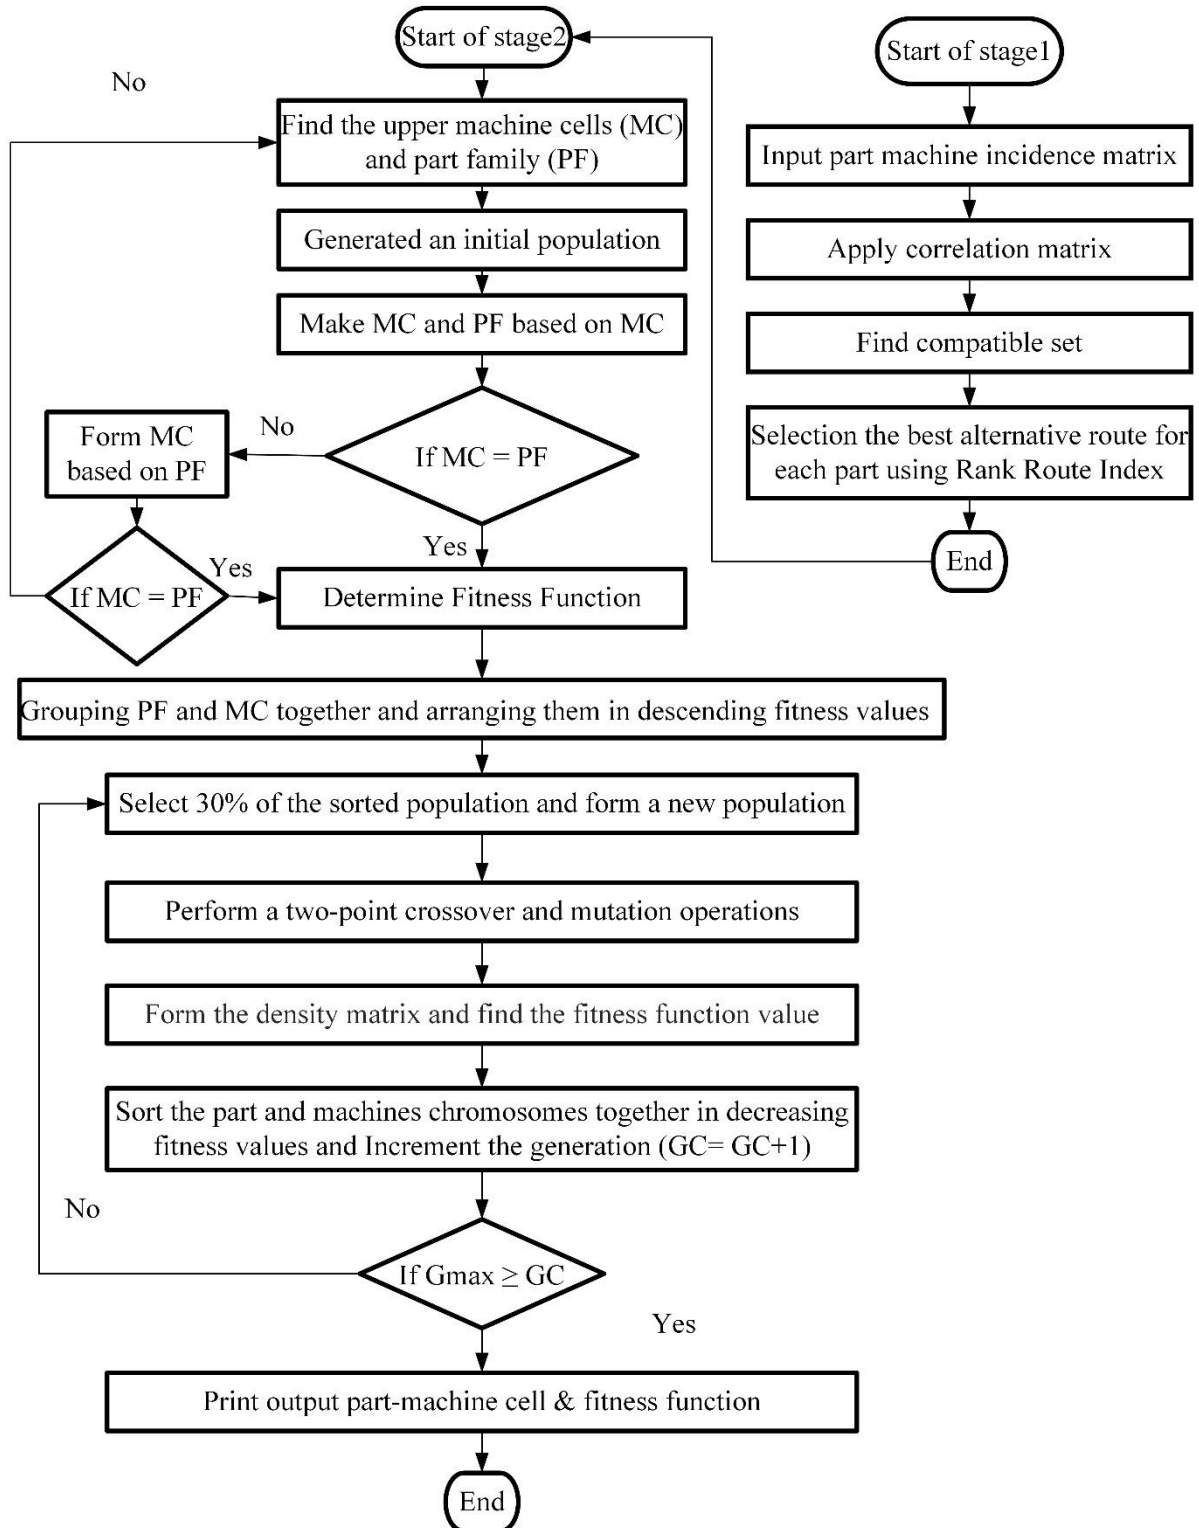 Start of stage1
Input part machine incidence matrix
Apply correlation matrix
Find compatible set
Selection the best alternative route for
each part using Rank Route Index
End
Start of stage2
No
Find the upper machine cells (MC)
and part family (PF)
Generated an initial population
Make MC and PF based on MC
If MC = PF
No
Form MC
based on PF
Yes
If MC = PF
Yes
Determine Fitness Function
Grouping PF and MC together and arranging them in descending fitness values
Select 30% of the sorted population and form a new population
Perform a two-point crossover and mutation operations
Form the density matrix and find the fitness function value
Sort the part and machines chromosomes together in decreasing
fitness values and Increment the generation (GC= GC+1)
No
If Gmax ≥ GC
Yes
Print output part-machine cell & fitness function
End